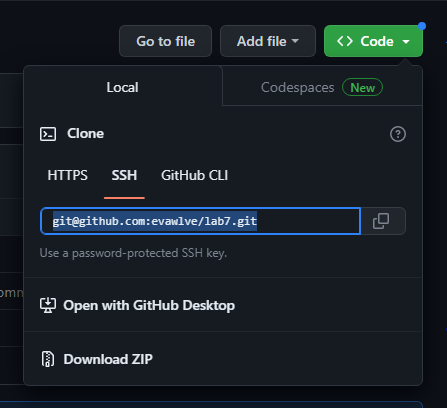 Go to file Add file Code
Local Codespaces New
Clone
HTTPS SSH GitHub CLI
git@github.com:evawlve/lab7.git
Use a password-protected SSH key.
omm
Open with GitHub Desktop
Download ZIP